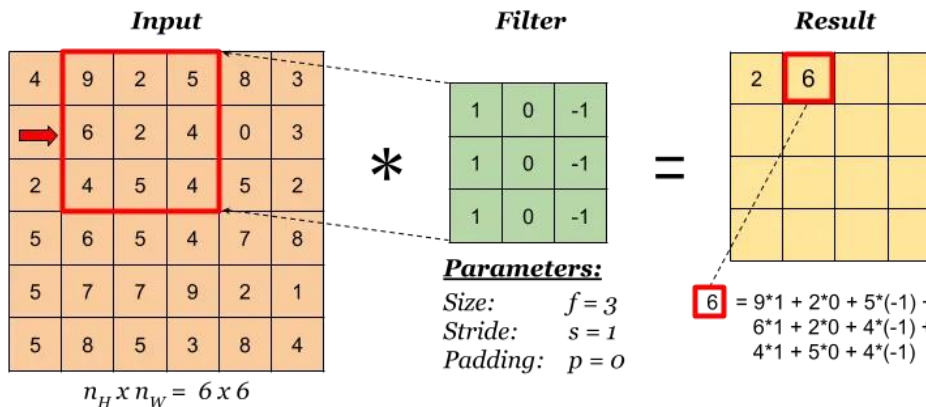 Input
Filter
Result
4 9 2 5 8 3
6 2 4 0 3
2 4 5 4 5 2
5 6 5 4 7 8
5 7 7 9 2 1
5 8 5 3 8 4
n_H x n_W = 6 x 6
*
1 0 -1
1 0 -1
1 0 -1
Parameters:
Size: f = 3
Stride: s = 1
Padding: p = 0
=
2 6
6 = 9*1 + 2*0 + 5*(-1) +
6*1 + 2*0 + 4*(-1) +
4*1 + 5*0 + 4*(-1)